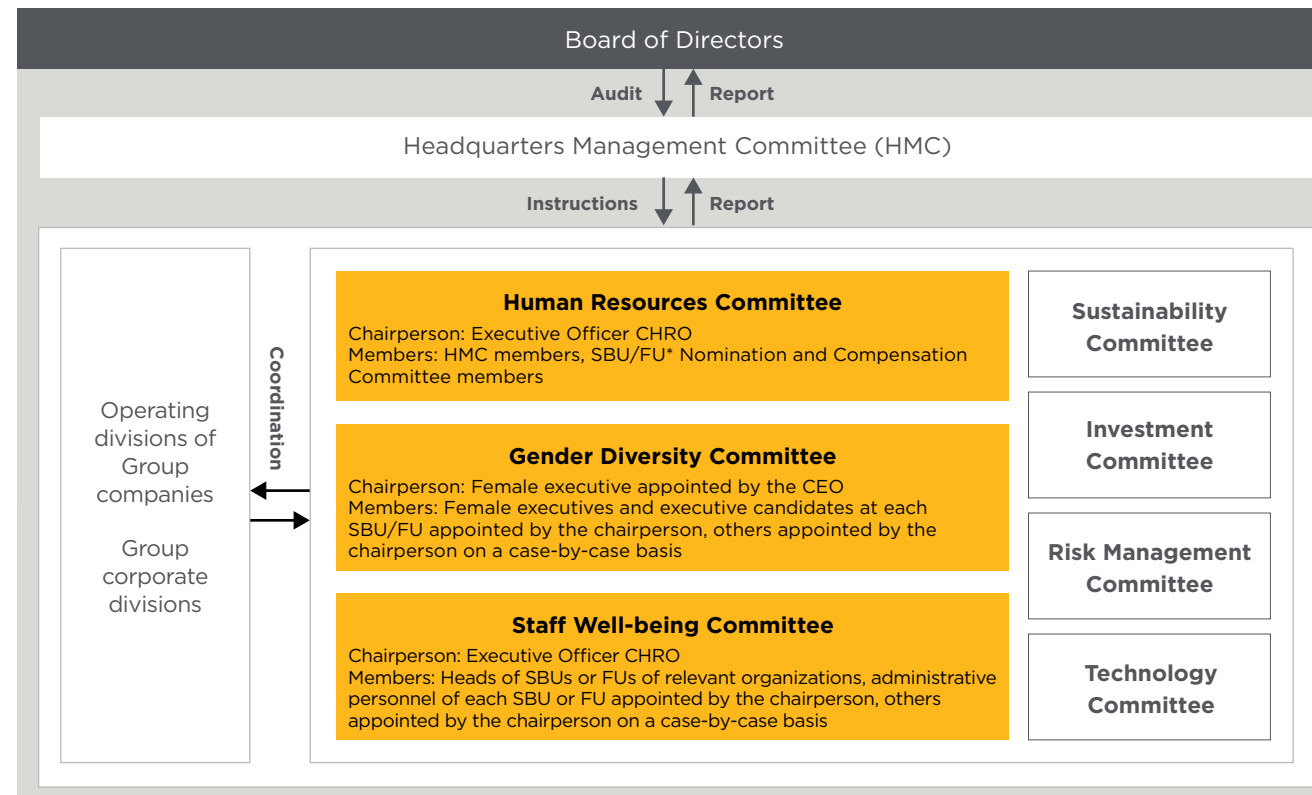 Board of Directors
Audit
Report
Headquarters Management Committee (HMC)
Instructions
Report
Operating
divisions of
Group
companies
Group
corporate
divisions
Coordination
Human Resources Committee
Chairperson: Executive Officer CHRO
Members: HMC members, SBU/FU* Nomination and Compensation
Committee members
Gender Diversity Committee
Chairperson: Female executive appointed by the CEO
Members: Female executives and executive candidates at each
SBU/FU appointed by the chairperson, others appointed by the
chairperson on a case-by-case basis
Staff Well-being Committee
Chairperson: Executive Officer CHRO
Members: Heads of SBUs or FUs of relevant organizations, administrative
personnel of each SBU or FU appointed by the chairperson, others
appointed by the chairperson on a case-by-case basis
Sustainability
Committee
Investment
Committee
Risk Management
Committee
Technology
Committee